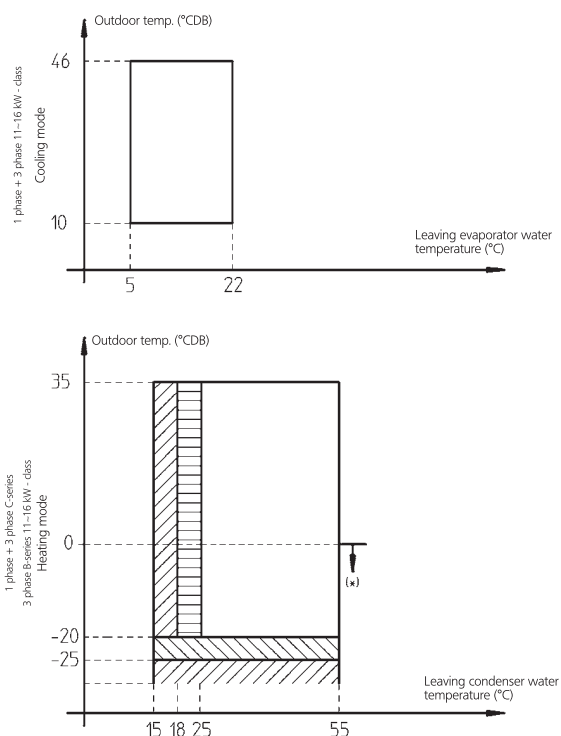 Outdoor temp. (°CDB)
46
10
1 phase + 3 phase 11–16 kW - class
Cooling mode
Leaving evaporator water
temperature (°C)
5 22
Outdoor temp. (°CDB)
35
0
-20
-25
1 phase + 3 phase C-series
3 phase B-series 11–16 kW - class
Heating mode
(*)
Leaving condenser water
temperature (°C)
15 18 25 55